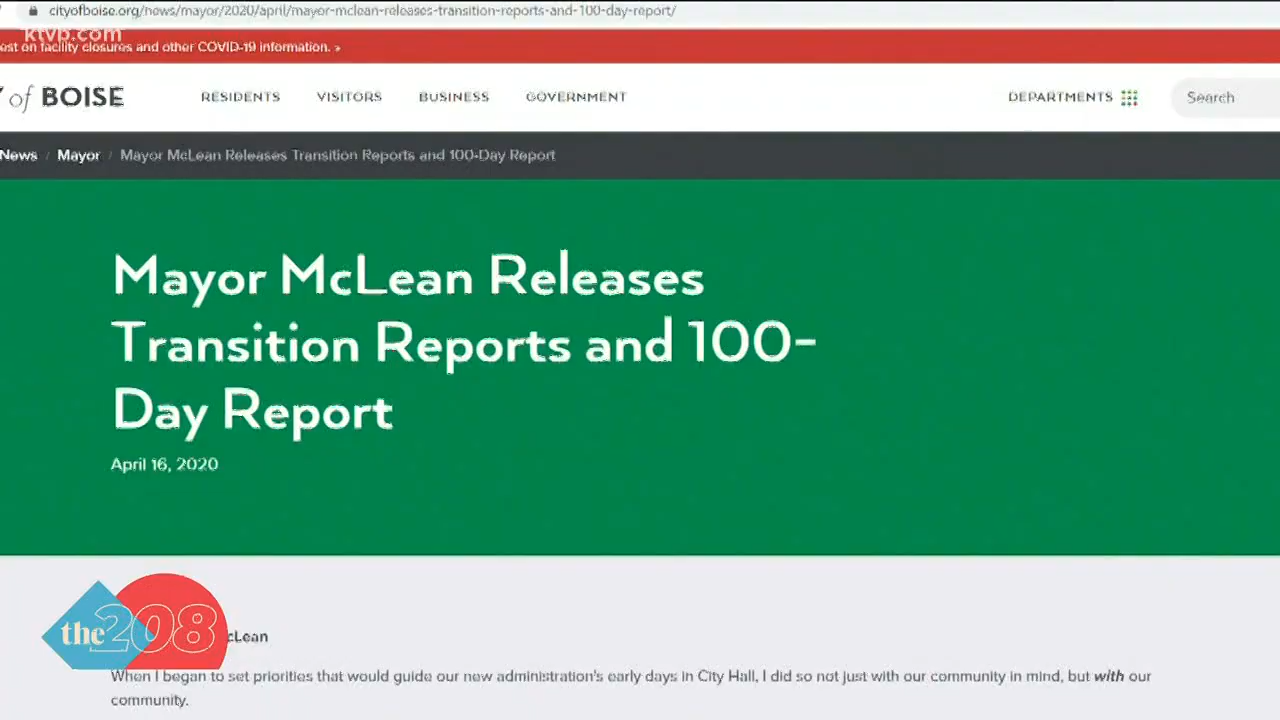 cityofboise.org/news/mayor/2020/april/mayor-mclean-releases-transition-reports-and-100-day-report/
ktvb.com
est on facility closures and other COVID-19 information. »
of BOISE
RESIDENTS VISITORS BUSINESS GOVERNMENT DEPARTMENTS Search
News / Mayor / Mayor McLean Releases Transition Reports and 100-Day Report
Mayor McLean Releases
Transition Reports and 100-
Day Report
April 16, 2020
the 208
cLean
When I began to set priorities that would guide our new administration's early days in City Hall, I did so not just with our community in mind, but with our
community.